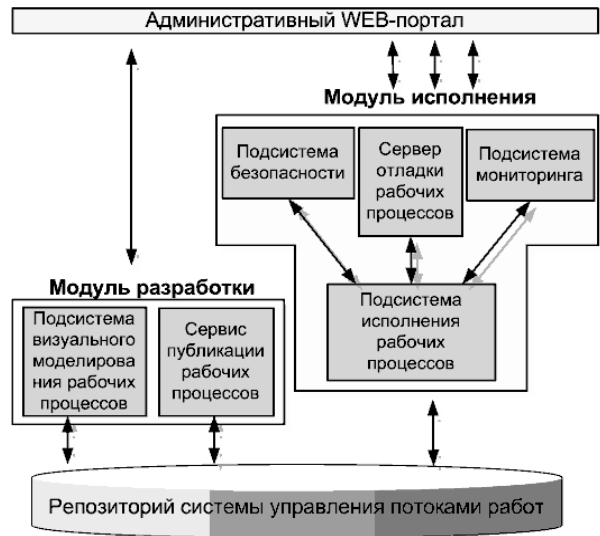 Административный WEB-портал
Модуль исполнения
Подсистема
безопасности
Сервер
отладки
рабочих
процессов
Подсистема
мониторинга
Подсистема
исполнения
рабочих
процессов
Модуль разработки
Подсистема
визуального
моделирова
ния рабочих
процессов
Сервис
публикации
рабочих
процессов
Репозиторий системы управления потоками работ